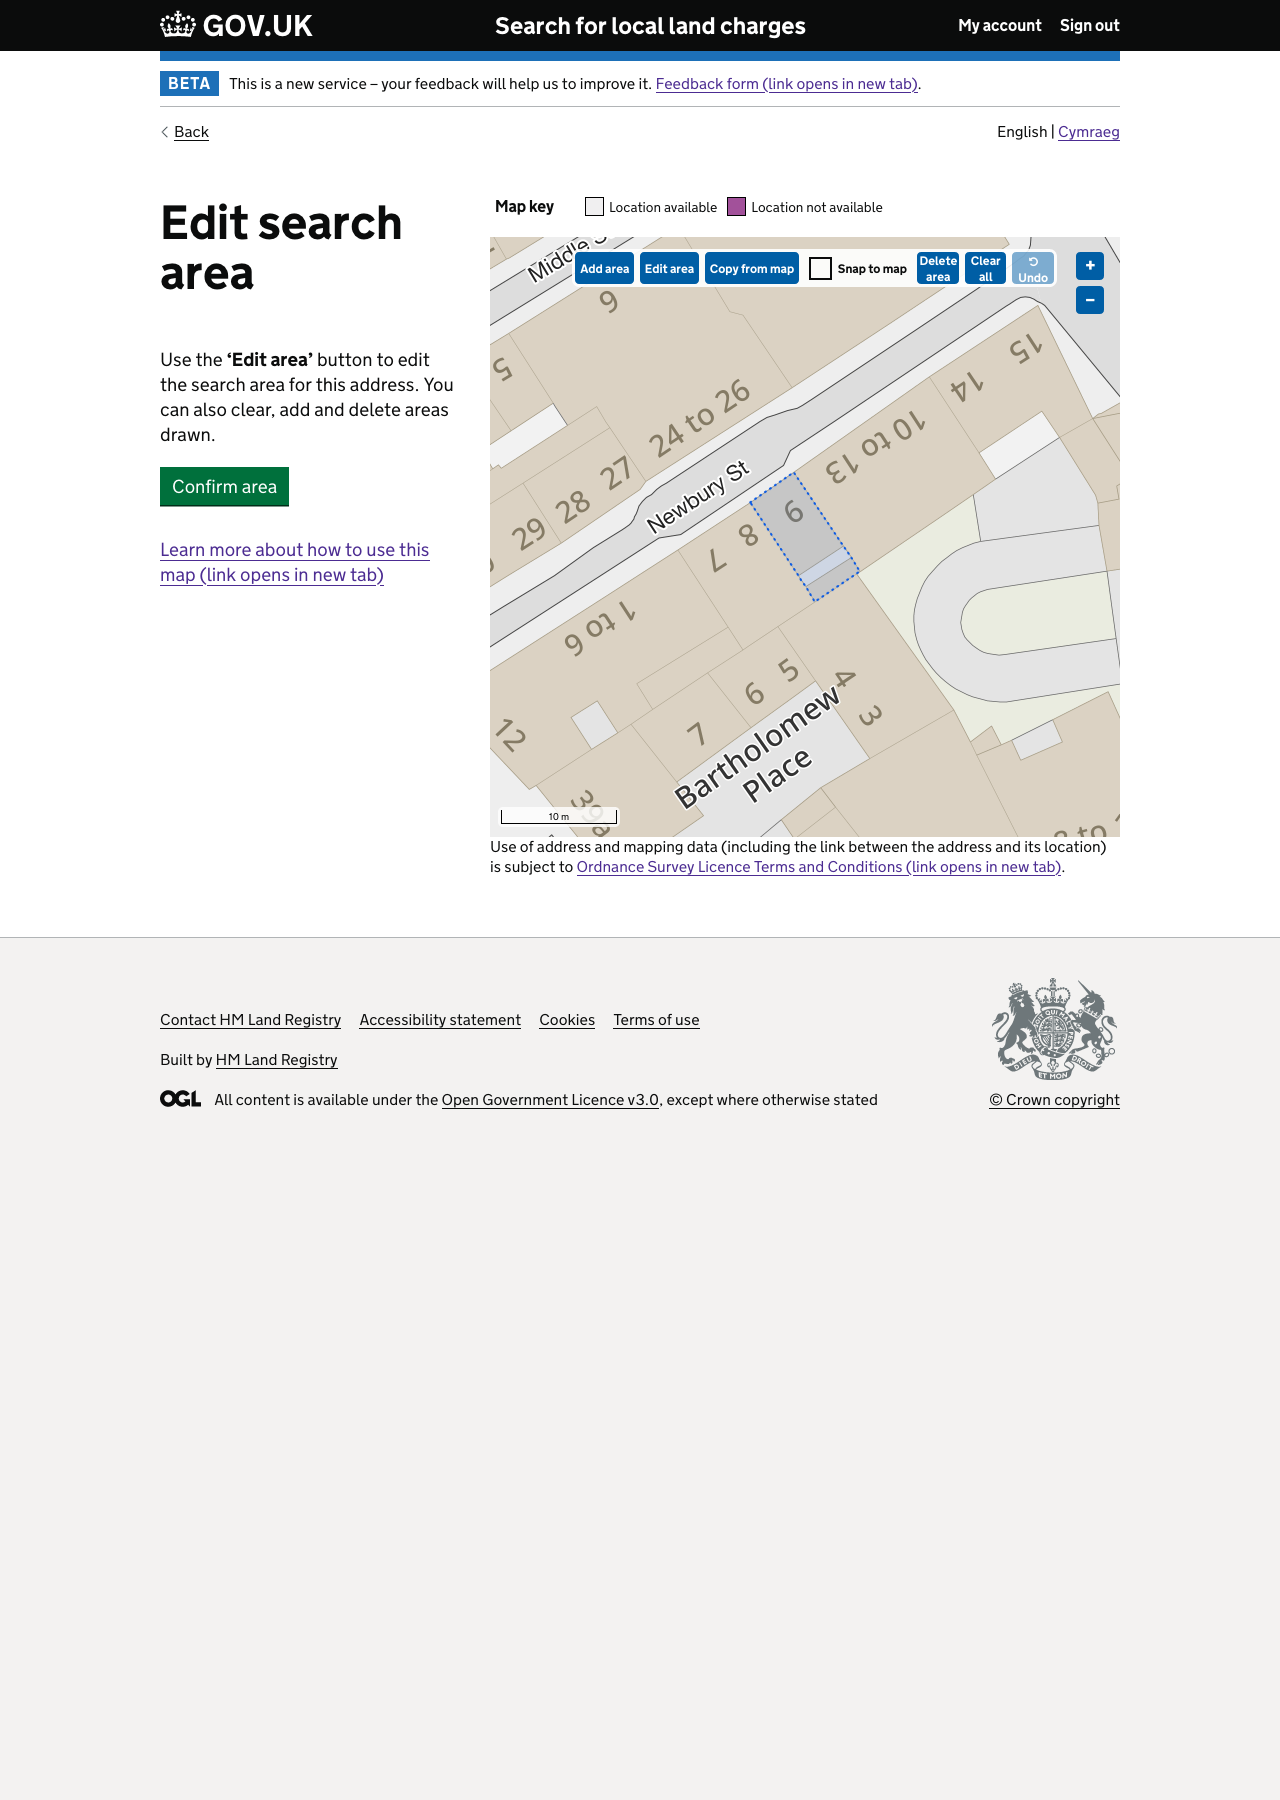 GOV.UK
Search for local land charges
My account
Sign out
BETA
This is a new service – your feedback will help us to improve it. Feedback form (link opens in new tab).
Back
English | Cymraeg
Edit search
area
Use the ‘Edit area’ button to edit
the search area for this address. You
can also clear, add and delete areas
drawn.
Confirm area
Learn more about how to use this
map (link opens in new tab)
Map key
Location available
Location not available
Add area
Edit area
Copy from map
Snap to map
Delete
area
Clear
all
Undo
+
−
Middle
9
5
24 to 26
27
28
29
Newbury St
15
14
10 to 13
9
8
7
1 to 6
5
6
7
4
3
12
39a
Bartholomew
Place
10 m
Use of address and mapping data (including the link between the address and its location)
is subject to Ordnance Survey Licence Terms and Conditions (link opens in new tab).
Contact HM Land Registry
Accessibility statement
Cookies
Terms of use
Built by HM Land Registry
OGL
All content is available under the Open Government Licence v3.0, except where otherwise stated
© Crown copyright